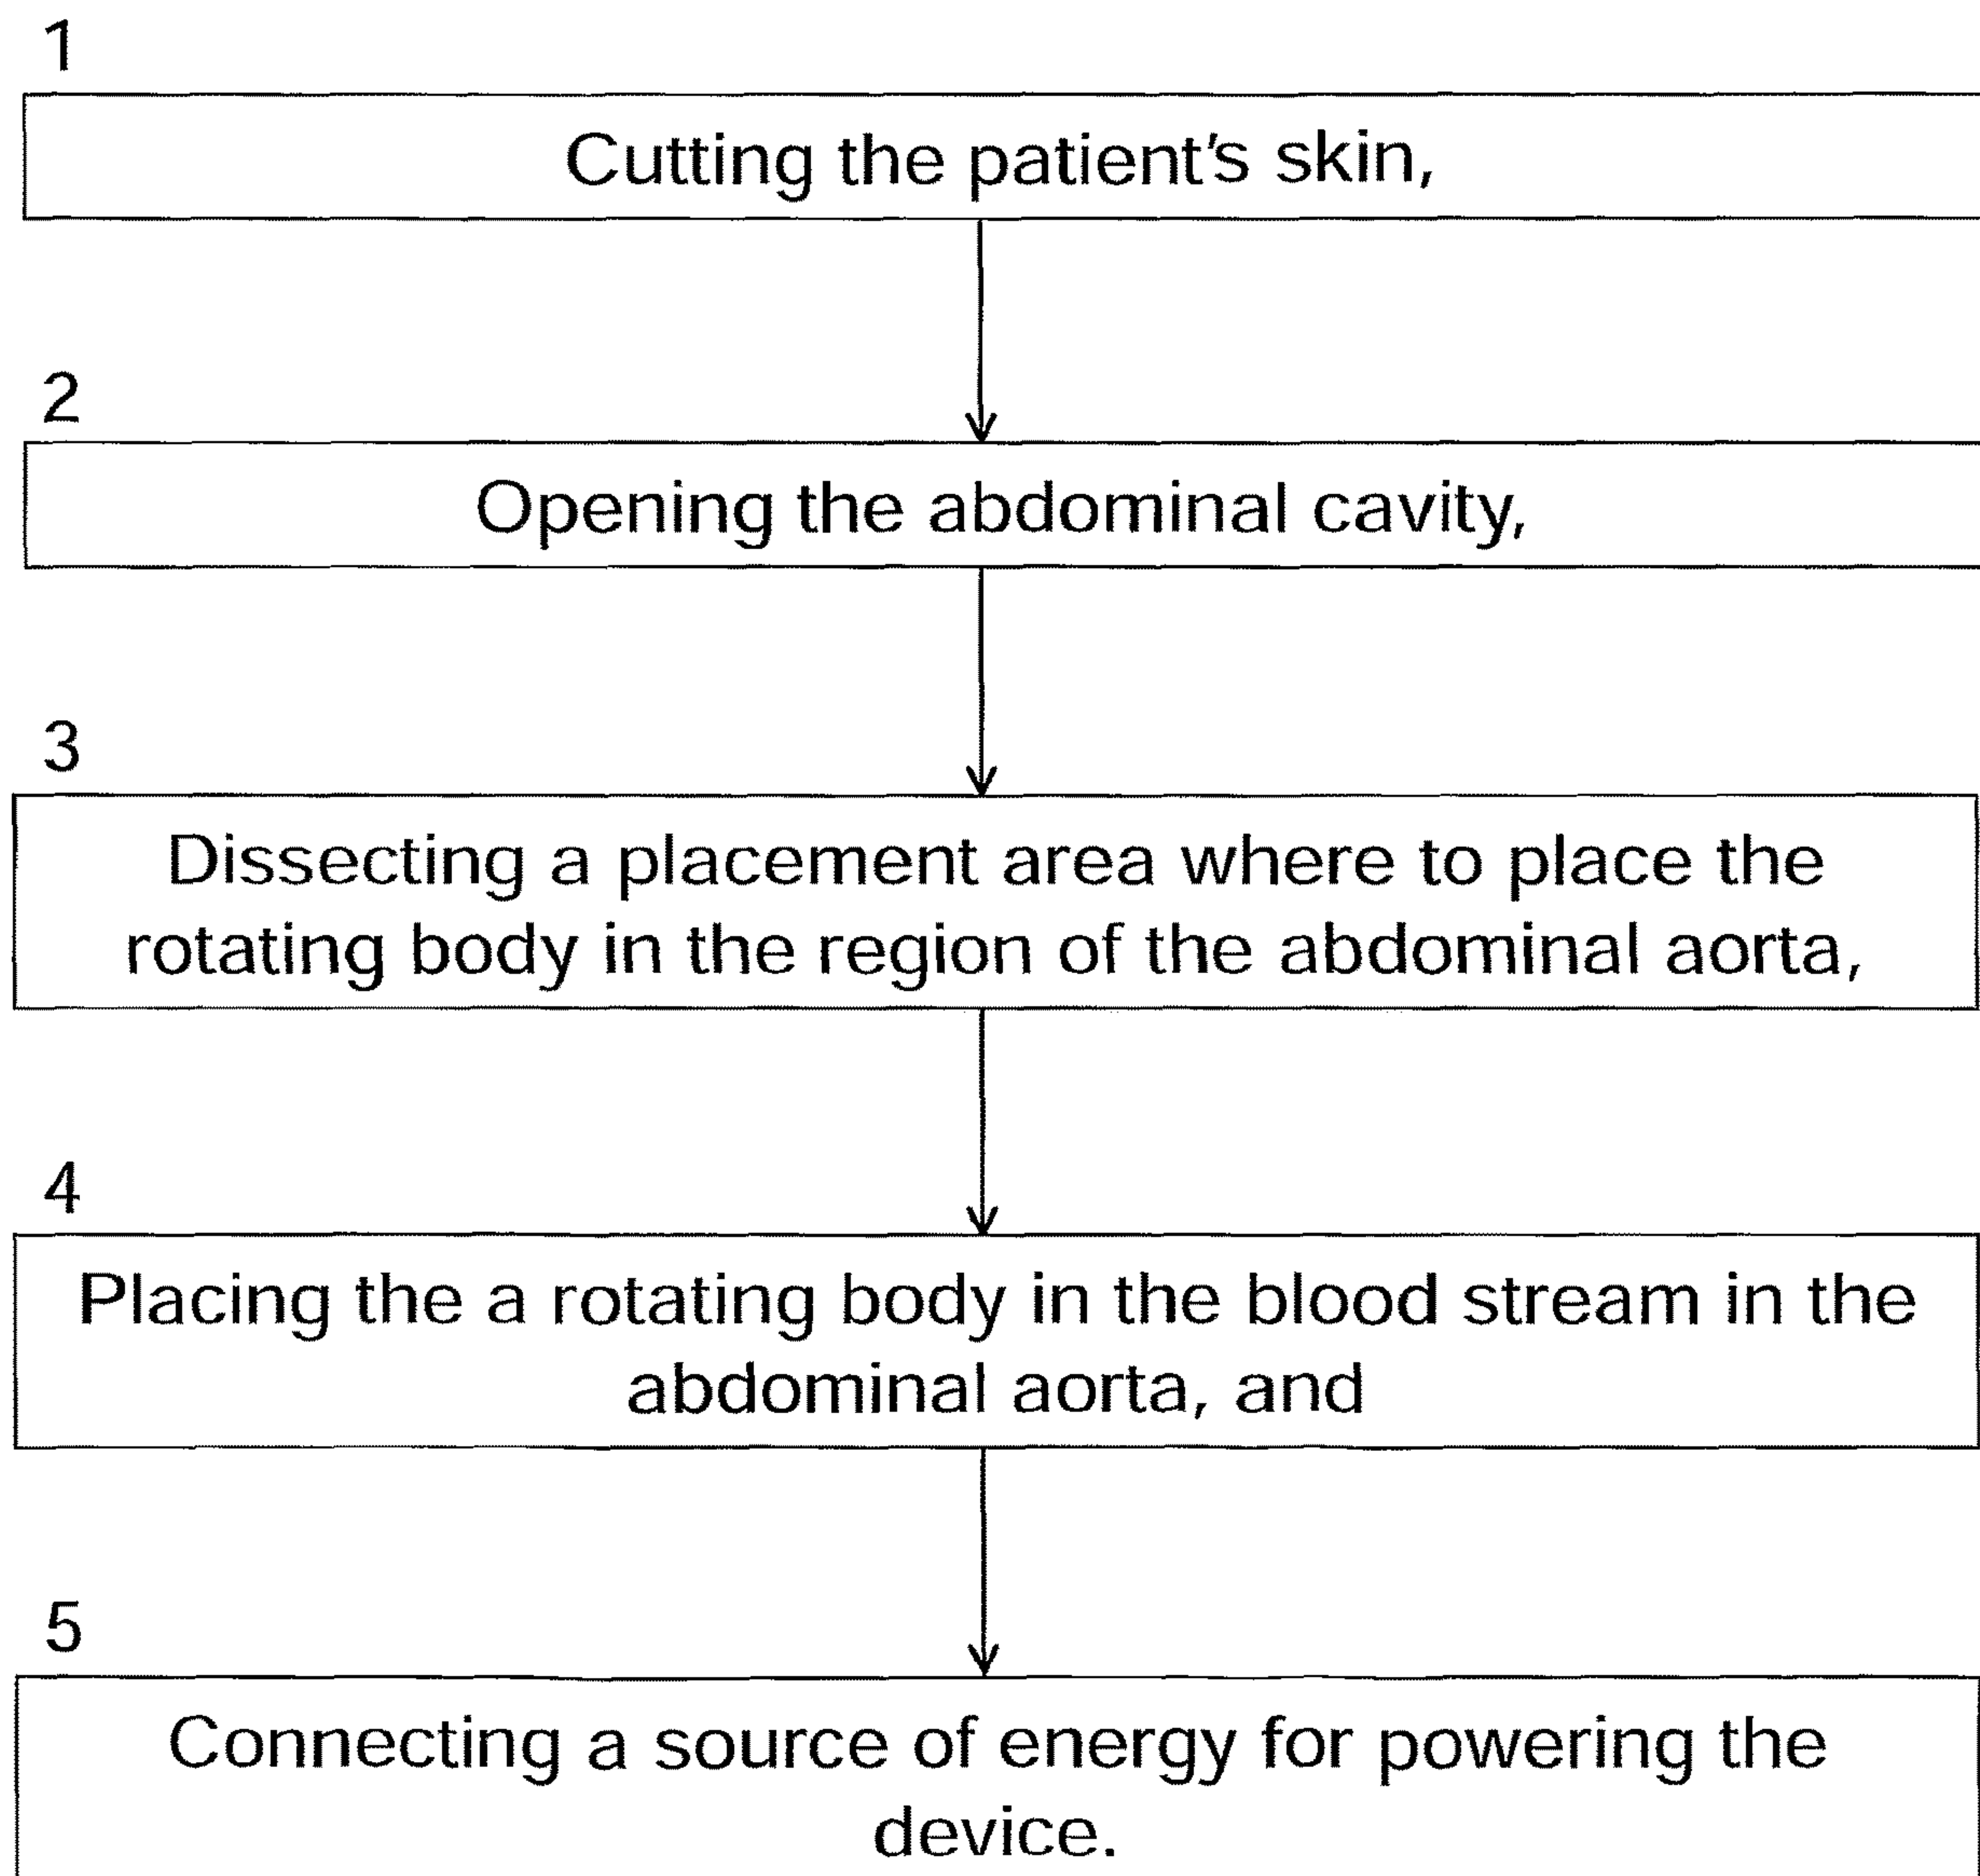 1
Cutting the patient's skin,
2
Opening the abdominal cavity,
3
Dissecting a placement area where to place the
rotating body in the region of the abdominal aorta,
4
Placing the a rotating body in the blood stream in the
abdominal aorta, and
5
Connecting a source of energy for powering the
device.